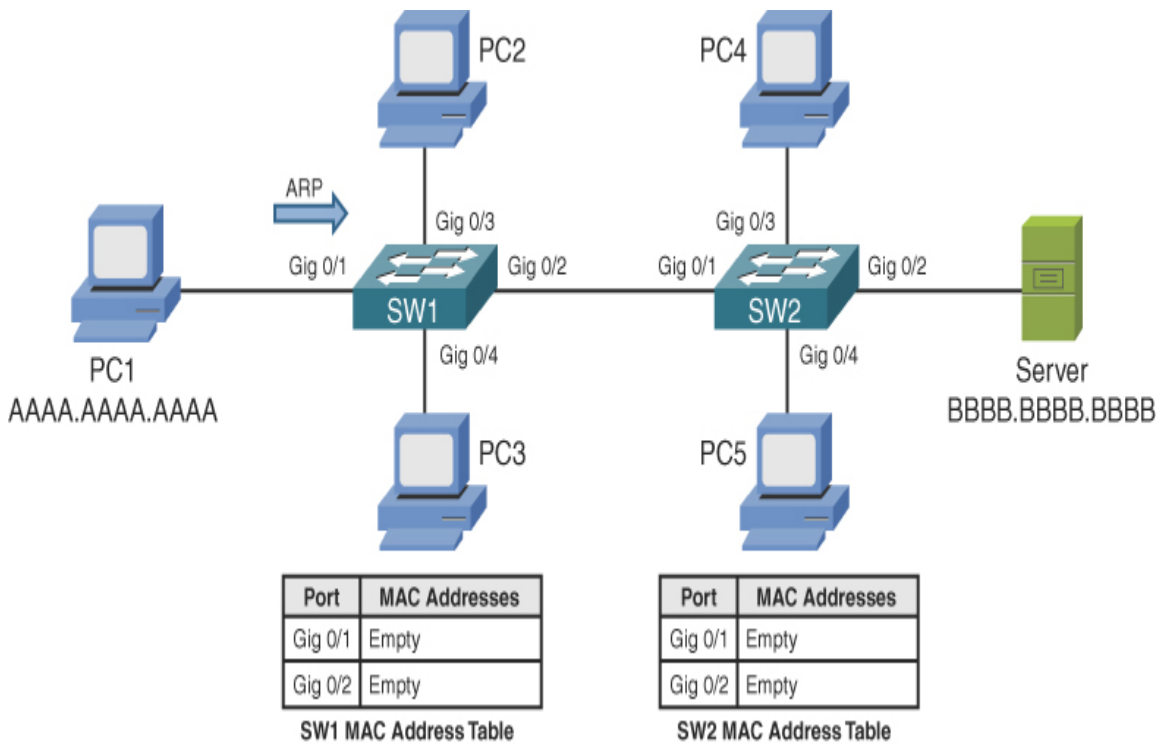 PC2
PC4
ARP
Gig 0/3
Gig 0/3
Gig 0/1
Gig 0/2
Gig 0/1
Gig 0/2
SW1
SW2
Gig 0/4
Gig 0/4
PC1
AAAA.AAAA.AAAA
Server
BBBB.BBBB.BBBB
PC3
PC5
Port MAC Addresses
Gig 0/1 Empty
Gig 0/2 Empty
SW1 MAC Address Table
Port MAC Addresses
Gig 0/1 Empty
Gig 0/2 Empty
SW2 MAC Address Table